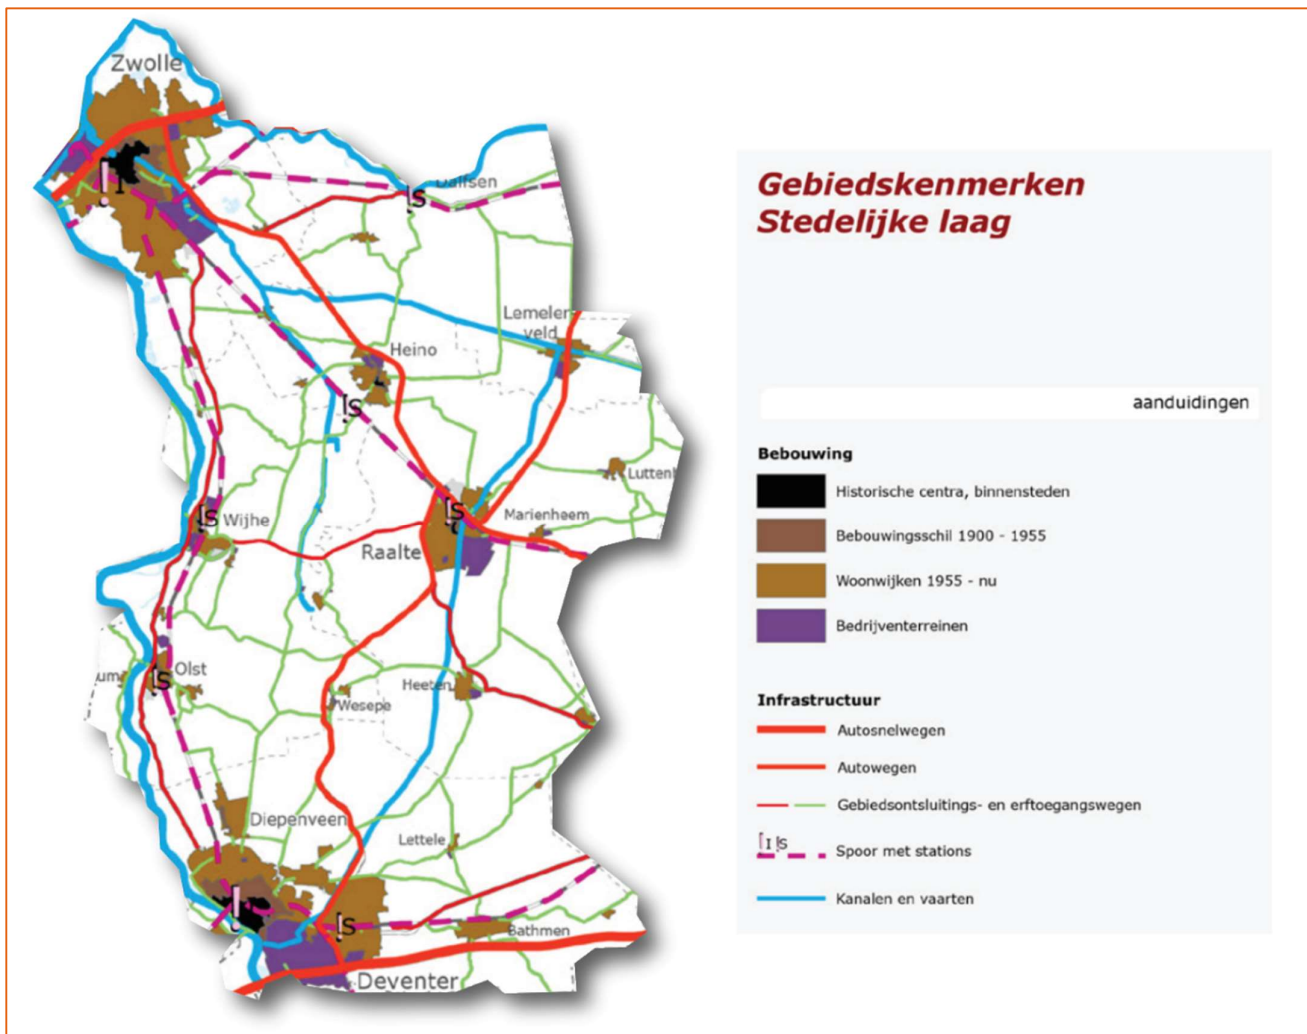 Zwolle
Dalfsen
Lemeler
veld
Heino
Luttenb
Marienheem
Wijhe
Raalte
um
Olst
Heeten
Wesepe
Diepenveen
Lettele
Bathmen
Deventer
I
S
S
S
S
S
S
Gebiedskenmerken
Stedelijke laag
aanduidingen
Bebouwing
Historische centra, binnensteden
Bebouwingsschil 1900 - 1955
Woonwijken 1955 - nu
Bedrijventerreinen
Infrastructuur
Autosnelwegen
Autowegen
Gebiedsontsluitings- en erftoegangswegen
I S
Spoor met stations
Kanalen en vaarten